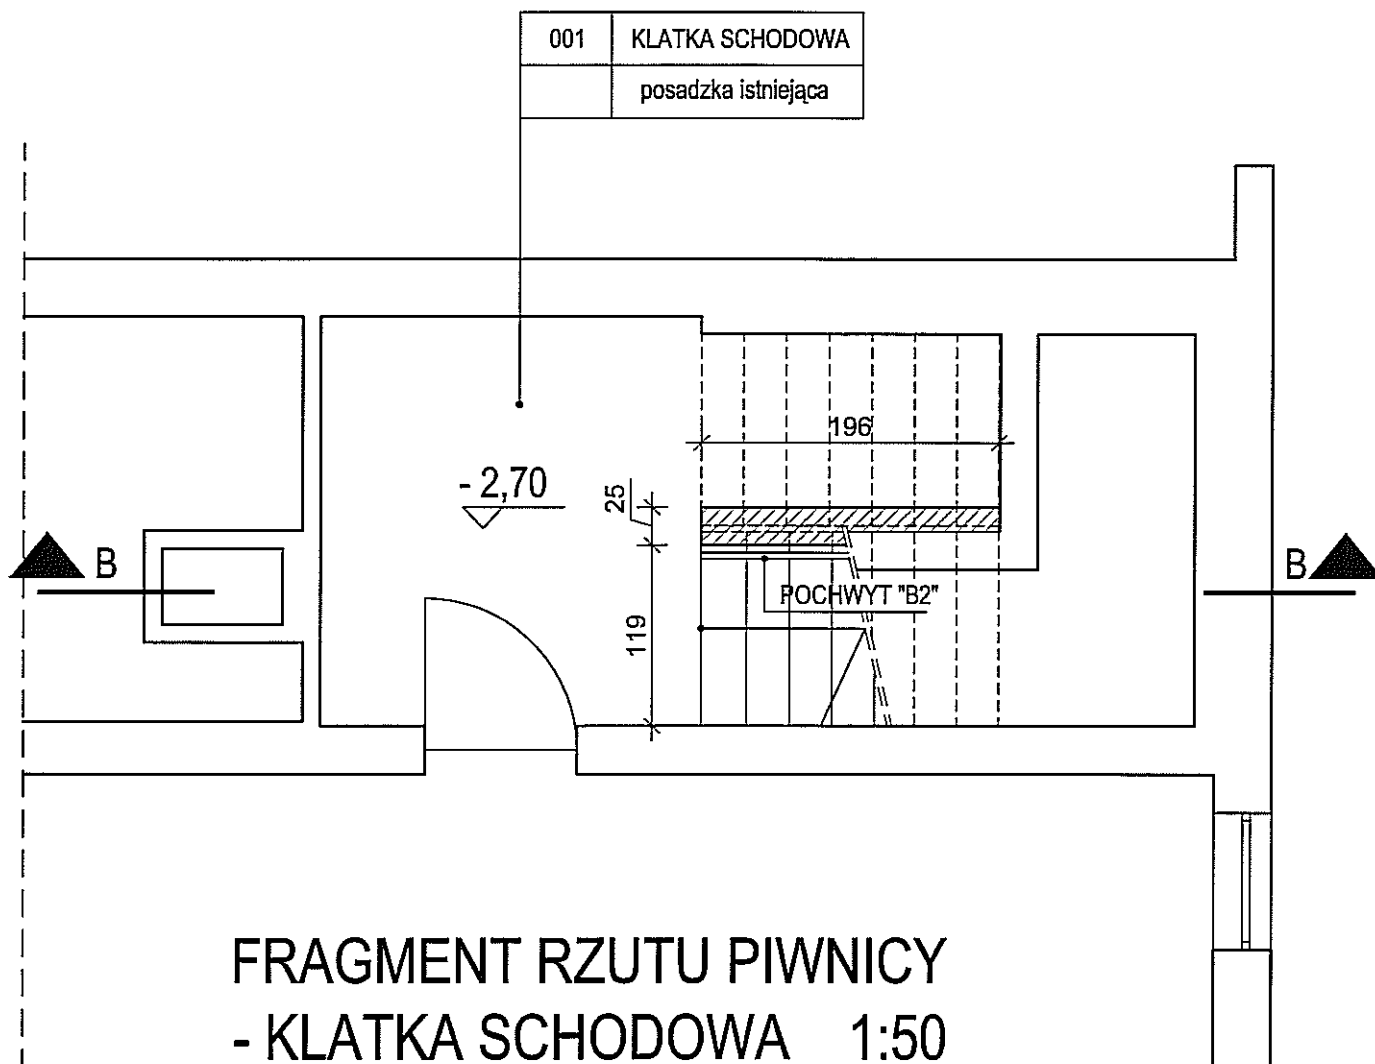 001 KLATKA SCHODOWA
posadzka istniejąca
196
- 2,70
25
B
B
POCHWYT "B2"
119
FRAGMENT RZUTU PIWNICY
- KLATKA SCHODOWA 1:50